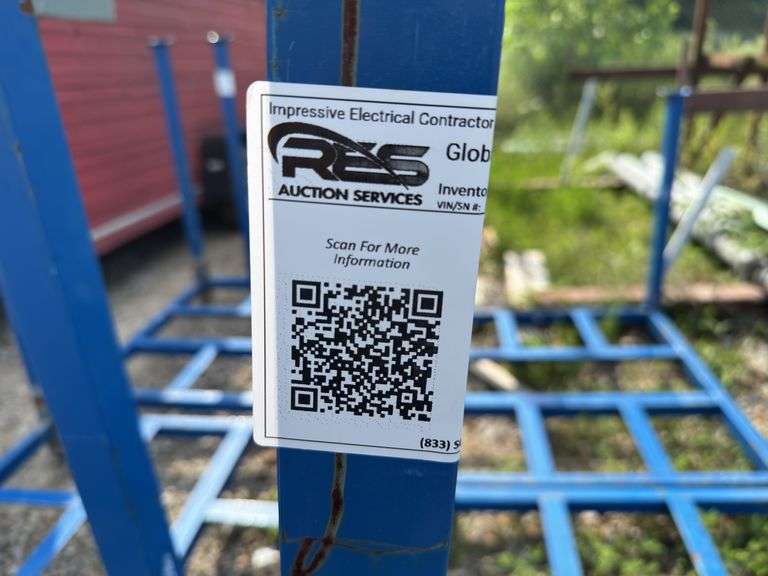 Impressive Electrical Contractor
RES
Glob
AUCTION SERVICES
Invento
VIN/SN #:
Scan For More
Information
(833) S